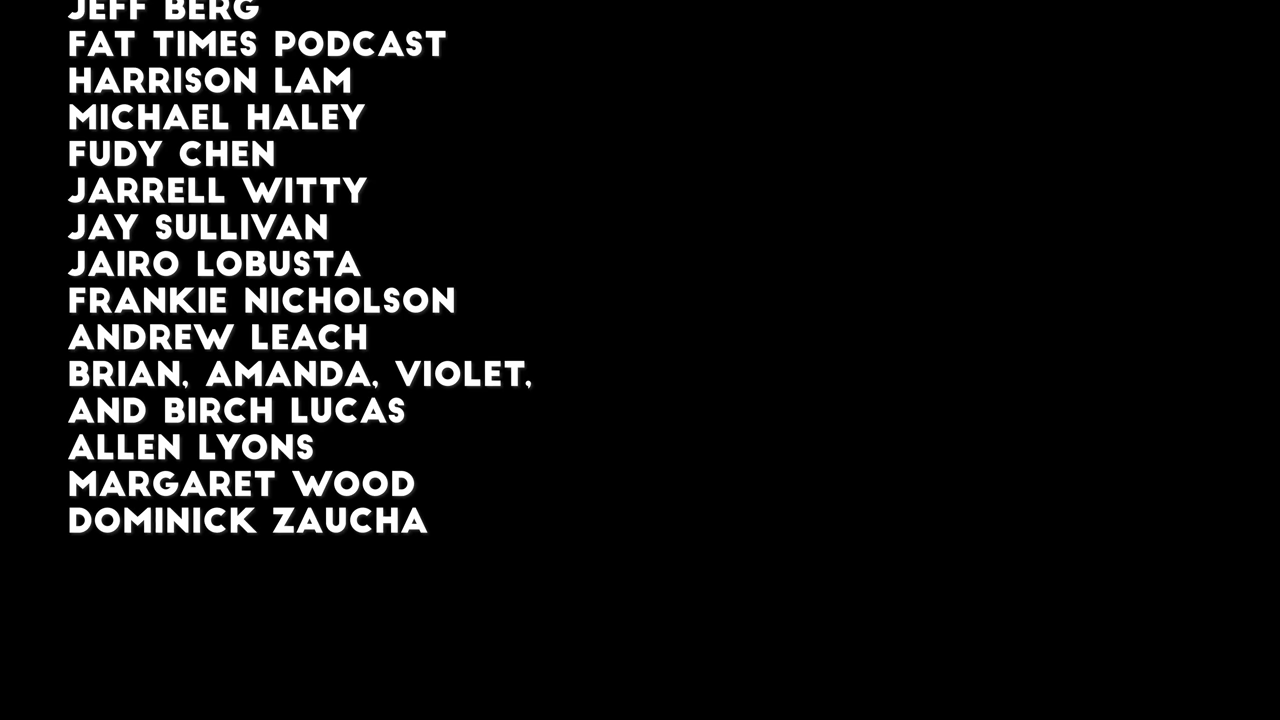 JEFF BERG
FAT TIMES PODCAST
HARRISON LAM
MICHAEL HALEY
FUDY CHEN
JARRELL WITTY
JAY SULLIVAN
JAIRO LOBUSTA
FRANKIE NICHOLSON
ANDREW LEACH
BRIAN, AMANDA, VIOLET,
AND BIRCH LUCAS
ALLEN LYONS
MARGARET WOOD
DOMINICK ZAUCHA